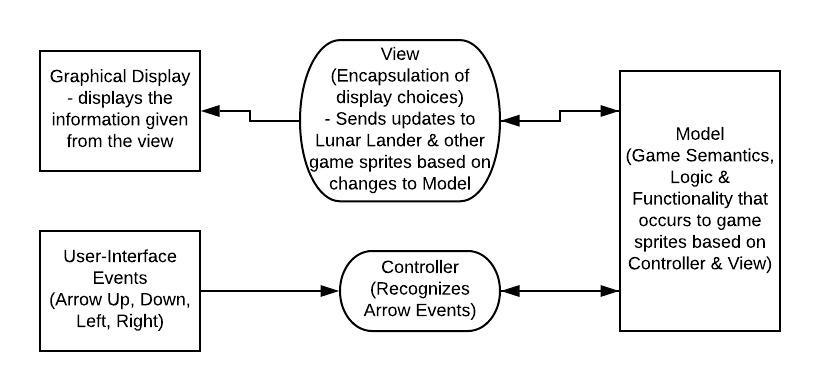 Graphical Display
- displays the
information given
from the view
View
(Encapsulation of
display choices)
- Sends updates to
Lunar Lander & other
game sprites based on
changes to Model
Model
(Game Semantics,
Logic &
Functionality that
occurs to game
sprites based on
Controller & View)
User-Interface
Events
(Arrow Up, Down,
Left, Right)
Controller
(Recognizes
Arrow Events)